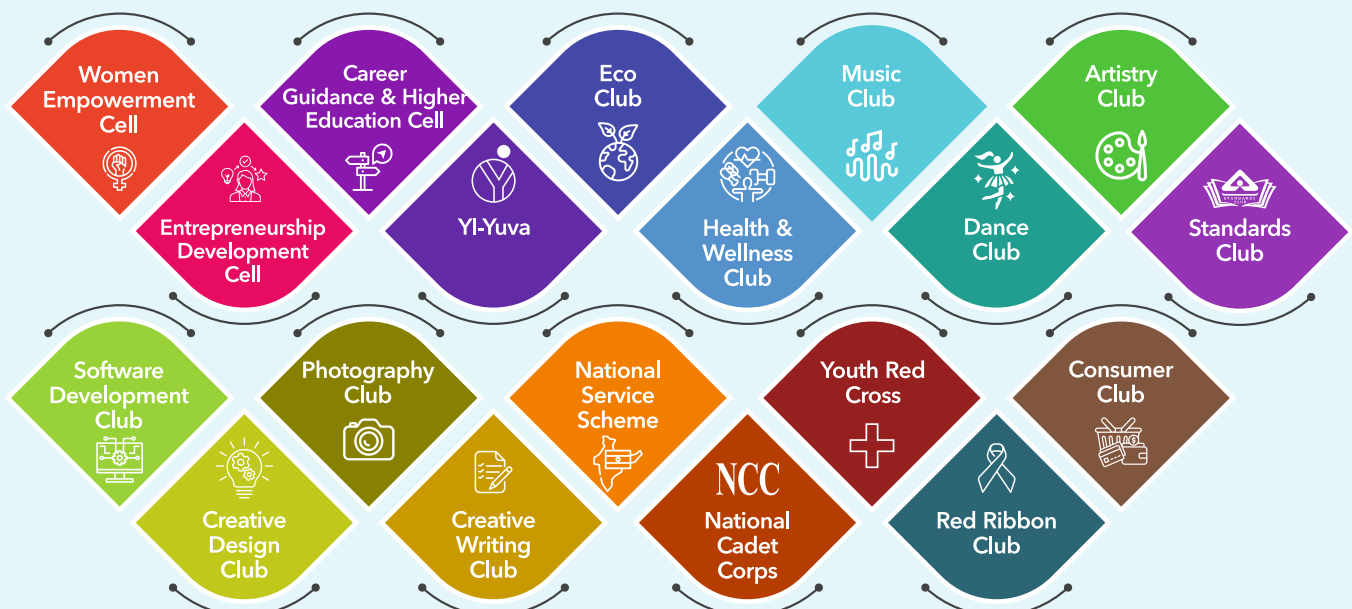 Women
Empowerment
Cell
Entrepreneurship
Development
Cell
Career
Guidance & Higher
Education Cell
YI-Yuva
Eco
Club
Health &
Wellness
Club
Music
Club
Dance
Club
Artistry
Club
STANDARDS
CLUB
Standards
Club
Software
Development
Club
Creative
Design
Club
Photography
Club
Creative
Writing
Club
National
Service
Scheme
NCC
National
Cadet
Corps
Youth Red
Cross
Red Ribbon
Club
Consumer
Club